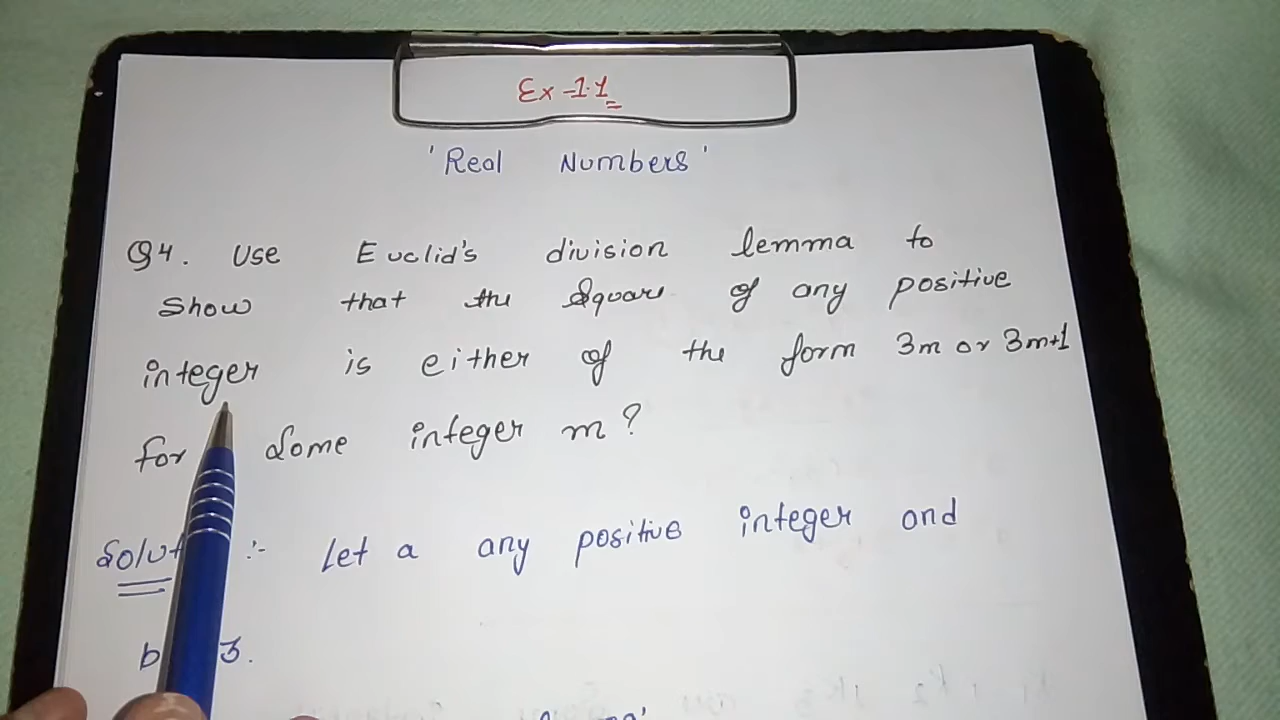 Ex-1.1
'Real Numbers'
Q4. Use Euclid's division lemma to
show that the square of any positive
integer is either of the form 3m or 3m+1
for some integer m?
:- Let a any positive integer and
b 3.